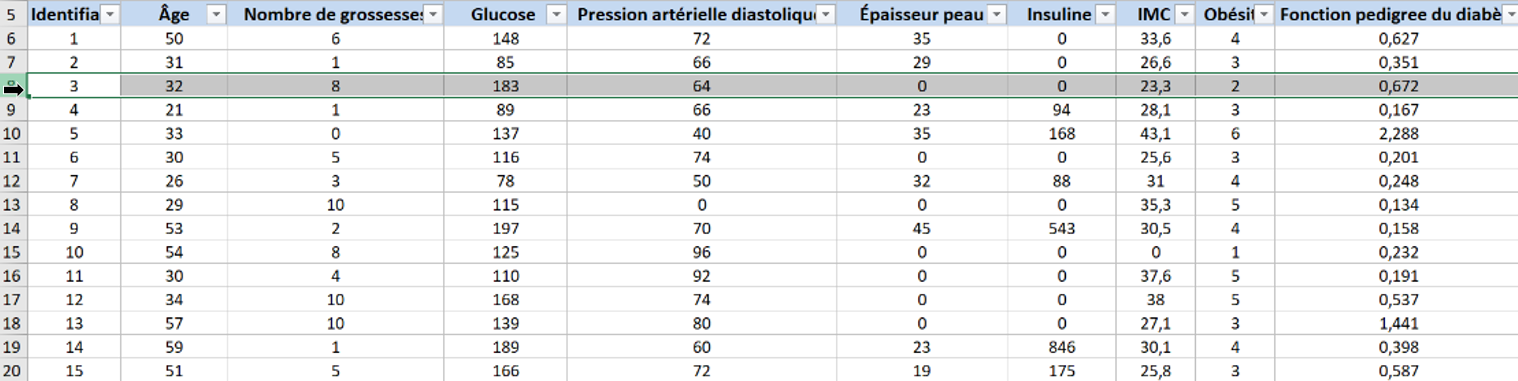 5 Identifia Âge Nombre de grossesses Glucose Pression artérielle diastolique Épaisseur peau Insuline IMC Obésit Fonction pedigree du diabè
6 1 50 6 148 72 35 0 33,6 4 0,627
7 2 31 1 85 66 29 0 26,6 3 0,351
3 32 8 183 64 0 0 23,3 2 0,672
9 4 21 1 89 66 23 94 28,1 3 0,167
10 5 33 0 137 40 35 168 43,1 6 2,288
11 6 30 5 116 74 0 0 25,6 3 0,201
12 7 26 3 78 50 32 88 31 4 0,248
13 8 29 10 115 0 0 0 35,3 5 0,134
14 9 53 2 197 70 45 543 30,5 4 0,158
15 10 54 8 125 96 0 0 0 1 0,232
16 11 30 4 110 92 0 0 37,6 5 0,191
17 12 34 10 168 74 0 0 38 5 0,537
18 13 57 10 139 80 0 0 27,1 3 1,441
19 14 59 1 189 60 23 846 30,1 4 0,398
20 15 51 5 166 72 19 175 25,8 3 0,587